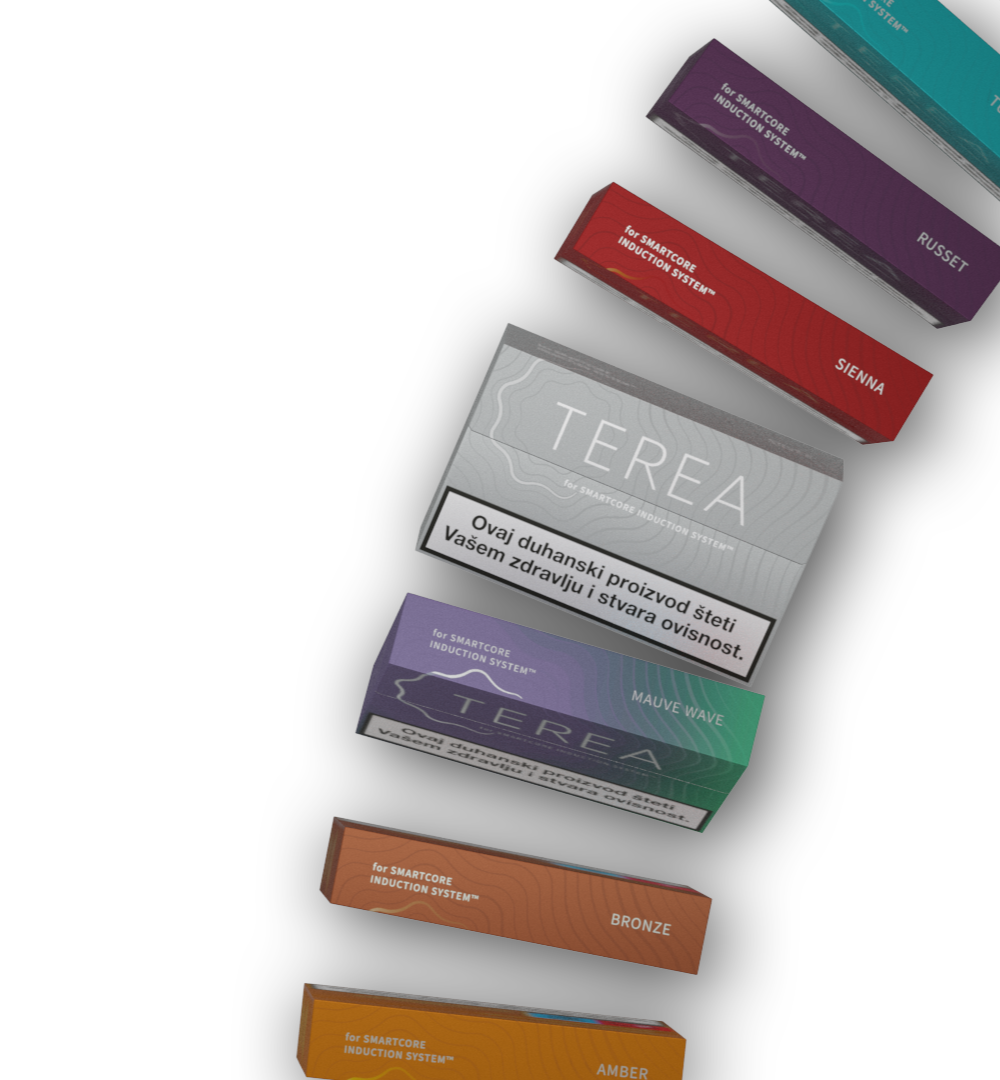 SYSTEM™
for SMARTCORE
INDUCTION SYSTEM™
RUSSET
for SMARTCORE
INDUCTION SYSTEM™
SIENNA
TEREA
for SMARTCORE INDUCTION SYSTEM™
Ovaj duhanski proizvod šteti
Vašem zdravlju i stvara ovisnost.
for SMARTCORE
INDUCTION SYSTEM™
MAUVE WAVE
TEREA
Ovaj duhanski proizvod šteti
Vašem zdravlju i stvara ovisnost.
for SMARTCORE
INDUCTION SYSTEM™
BRONZE
for SMARTCORE
INDUCTION SYSTEM™
AMBER